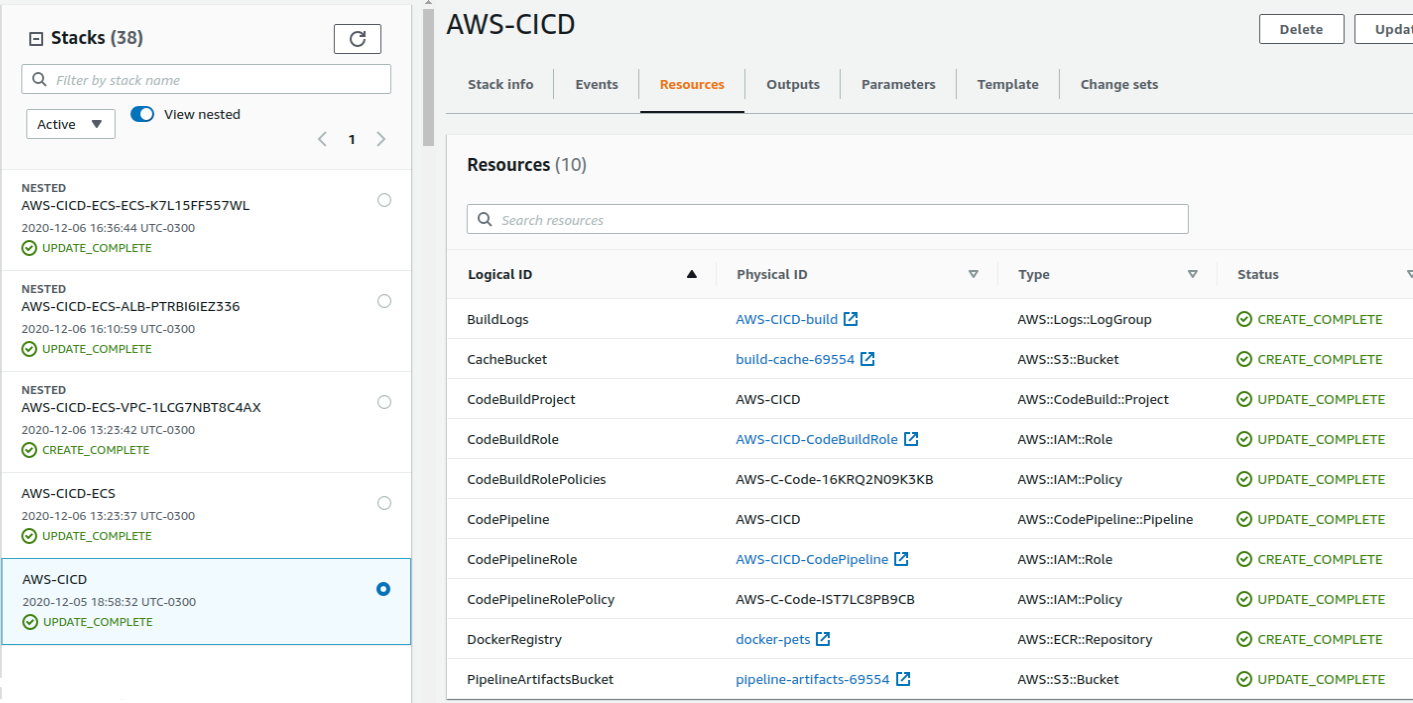 Stacks (38)
Filter by stack name
Active
View nested
1
NESTED
AWS-CICD-ECS-ECS-K7L15FF557WL
2020-12-06 16:36:44 UTC-0300
UPDATE_COMPLETE
NESTED
AWS-CICD-ECS-ALB-PTRBI6IEZ336
2020-12-06 16:10:59 UTC-0300
UPDATE_COMPLETE
NESTED
AWS-CICD-ECS-VPC-1LCG7NBT8C4AX
2020-12-06 13:23:42 UTC-0300
CREATE_COMPLETE
AWS-CICD-ECS
2020-12-06 13:23:37 UTC-0300
UPDATE_COMPLETE
AWS-CICD
2020-12-05 18:58:32 UTC-0300
UPDATE_COMPLETE
AWS-CICD
Delete Updat
Stack info Events Resources Outputs Parameters Template Change sets
Resources (10)
Search resources
Logical ID Physical ID Type Status
BuildLogs AWS-CICD-build AWS::Logs::LogGroup CREATE_COMPLETE
CacheBucket build-cache-69554 AWS::S3::Bucket CREATE_COMPLETE
CodeBuildProject AWS-CICD AWS::CodeBuild::Project UPDATE_COMPLETE
CodeBuildRole AWS-CICD-CodeBuildRole AWS::IAM::Role UPDATE_COMPLETE
CodeBuildRolePolicies AWS-C-Code-16KRQ2N09K3KB AWS::IAM::Policy UPDATE_COMPLETE
CodePipeline AWS-CICD AWS::CodePipeline::Pipeline UPDATE_COMPLETE
CodePipelineRole AWS-CICD-CodePipeline AWS::IAM::Role CREATE_COMPLETE
CodePipelineRolePolicy AWS-C-Code-IST7LC8PB9CB AWS::IAM::Policy UPDATE_COMPLETE
DockerRegistry docker-pets AWS::ECR::Repository CREATE_COMPLETE
PipelineArtifactsBucket pipeline-artifacts-69554 AWS::S3::Bucket UPDATE_COMPLETE